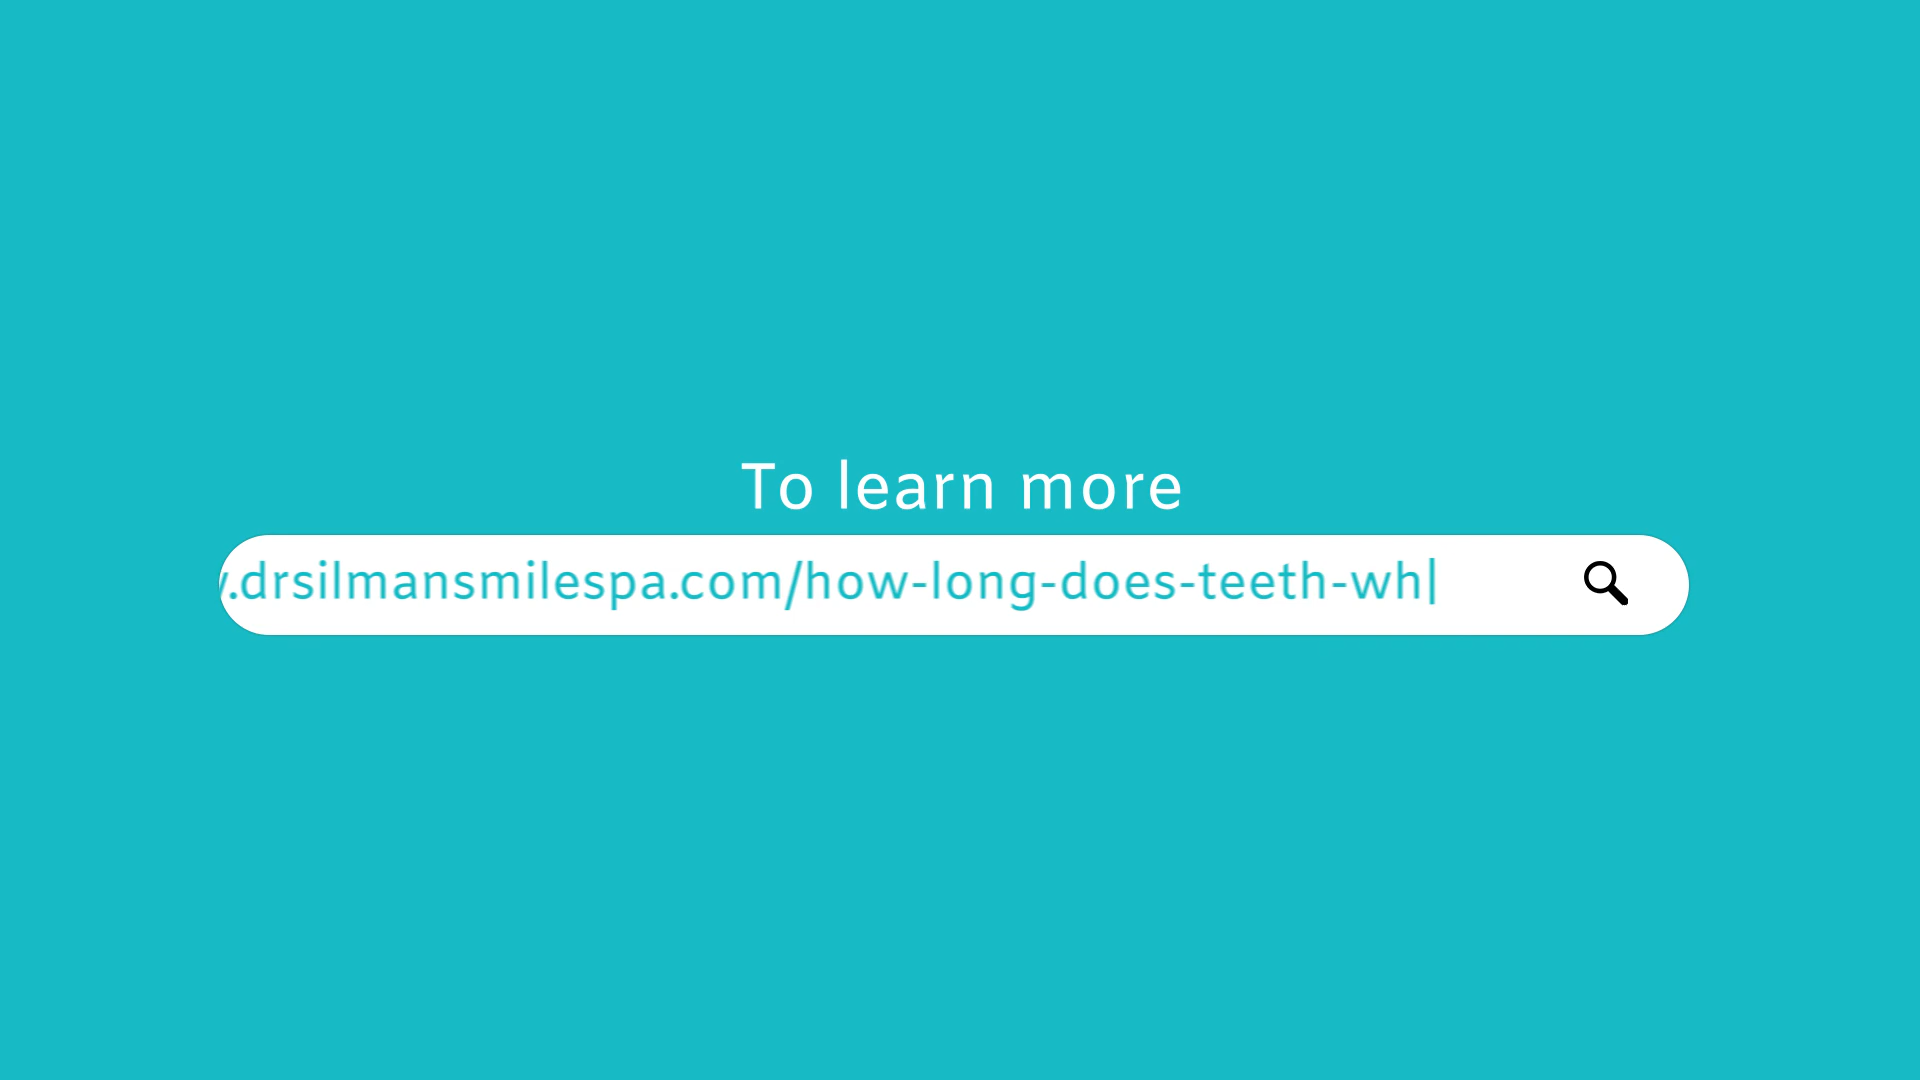 To learn more
.drsilmansmilespa.com/how-long-does-teeth-wh